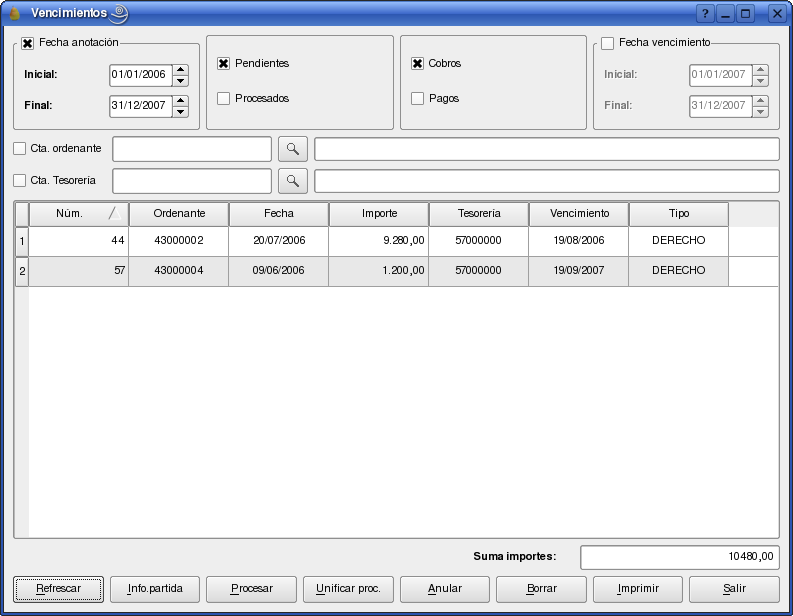 Vencimientos
Fecha anotación
Inicial: 01/01/2006
Final: 31/12/2007
Pendientes
Procesados
Cobros
Pagos
Fecha vencimiento
Inicial: 01/01/2007
Final: 31/12/2007
Cta. ordenante
Cta. Tesorería
Núm. Ordenante Fecha Importe Tesorería Vencimiento Tipo
1 44 43000002 20/07/2006 9.280,00 57000000 19/08/2006 DERECHO
2 57 43000004 09/06/2006 1.200,00 57000000 19/09/2007 DERECHO
Suma importes: 10480,00
Refrescar Info.partida Procesar Unificar proc. Anular Borrar Imprimir Salir